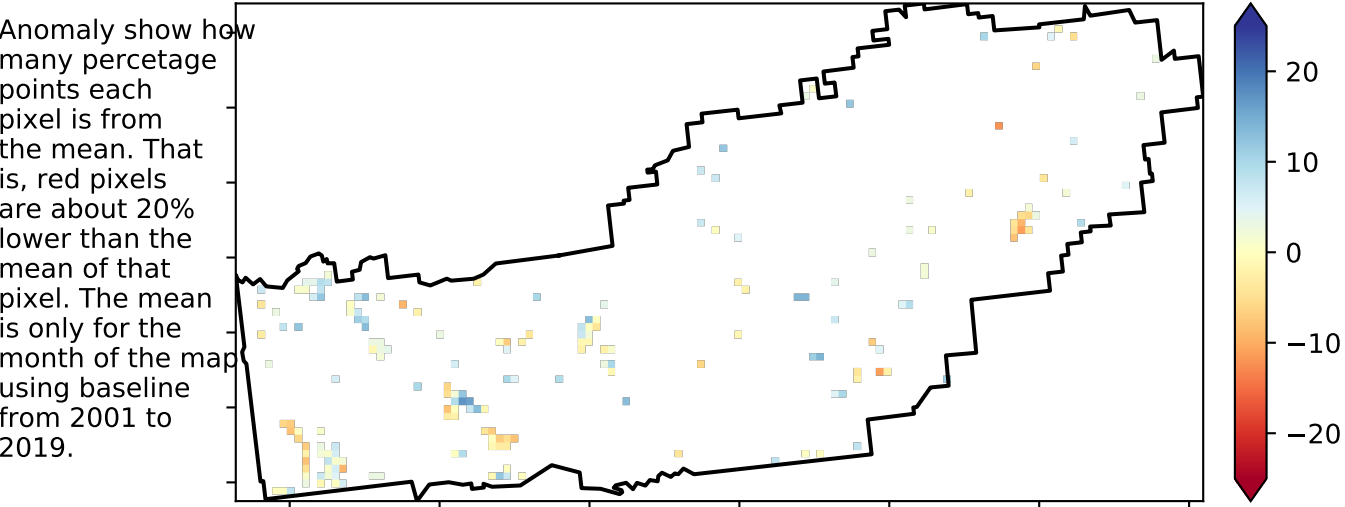 Anomaly show how
many percetage
points each
pixel is from
the mean. That
is, red pixels
are about 20%
lower than the
mean of that
pixel. The mean
is only for the
month of the map
using baseline
from 2001 to
2019.
20
10
0
−10
−20